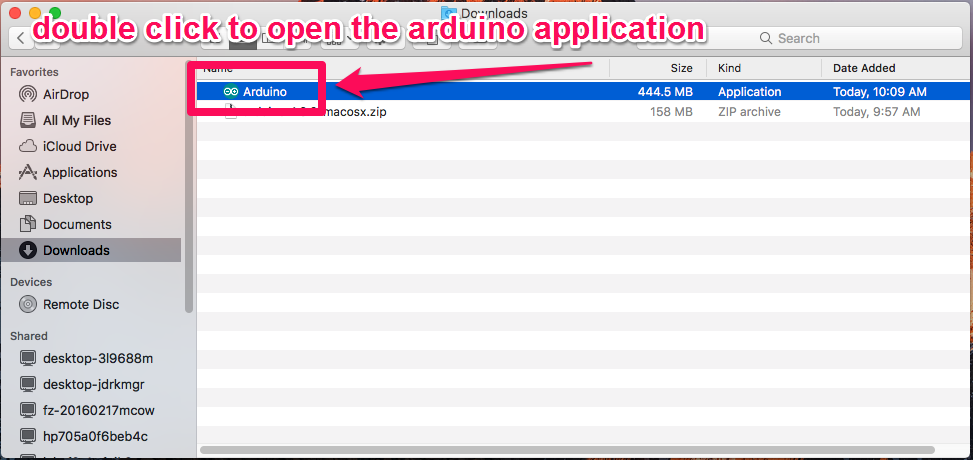 Downloads
double click to open the arduino application
Search
Name Size Kind Date Added
Favorites
AirDrop
All My Files
iCloud Drive
Applications
Desktop
Documents
Downloads
Devices
Remote Disc
Shared
desktop-3l9688m
desktop-jdrkmgr
fz-20160217mcow
hp705a0f6beb4c
Arduino 444.5 MB Application Today, 10:09 AM
macosx.zip 158 MB ZIP archive Today, 9:57 AM